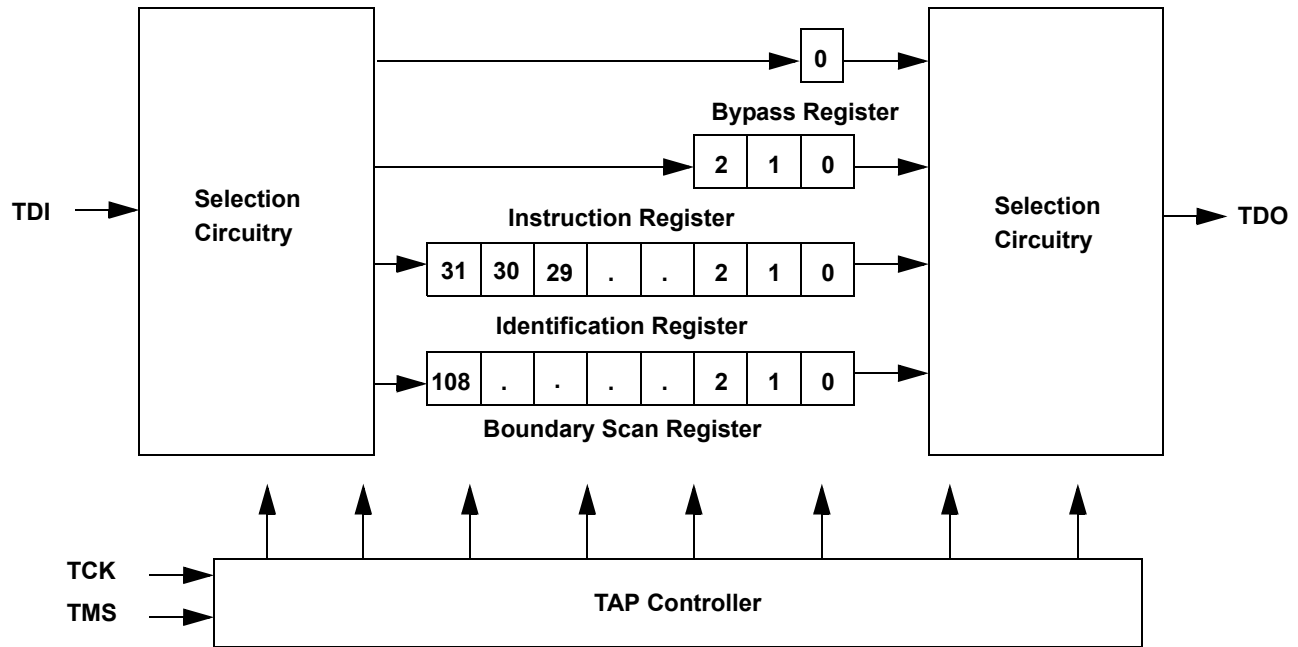 0
Bypass Register
2 1 0
Selection
Circuitry
Selection
Circuitry
TDI
TDO
Instruction Register
31 30 29 . . 2 1 0
Identification Register
108 . . . . 2 1 0
Boundary Scan Register
TCK
TMS
TAP Controller